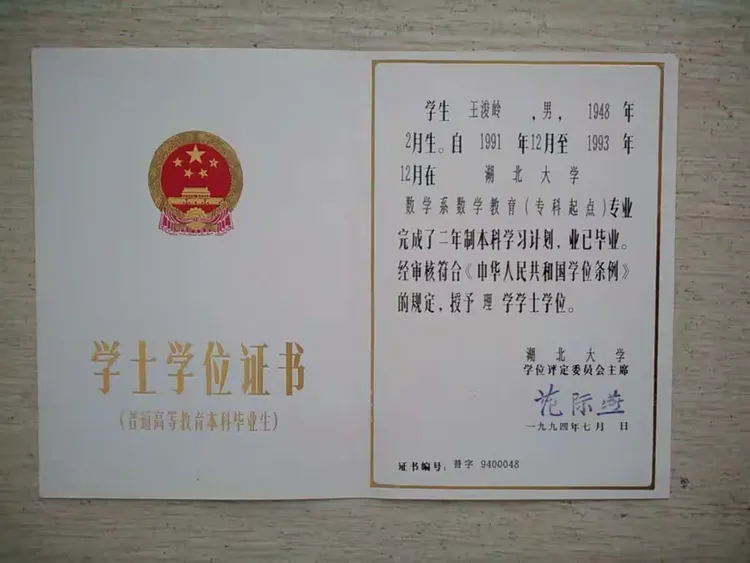 学士学位证书
（普通高等教育本科毕业生）
学生 王浚岭 ，男， 1948 年
2月生。自 1991 年12月至 1993 年
12月在 湖北大学
数学系数学教育（专科起点）专业
完成了二年制本科学习计划，业已毕业。
经审核符合《中华人民共和国学位条例》
的规定，授予 理 学学士学位。
湖北大学
学位评定委员会主席
范际燕
一九九四年七月 日
证书编号： 普字 9400048